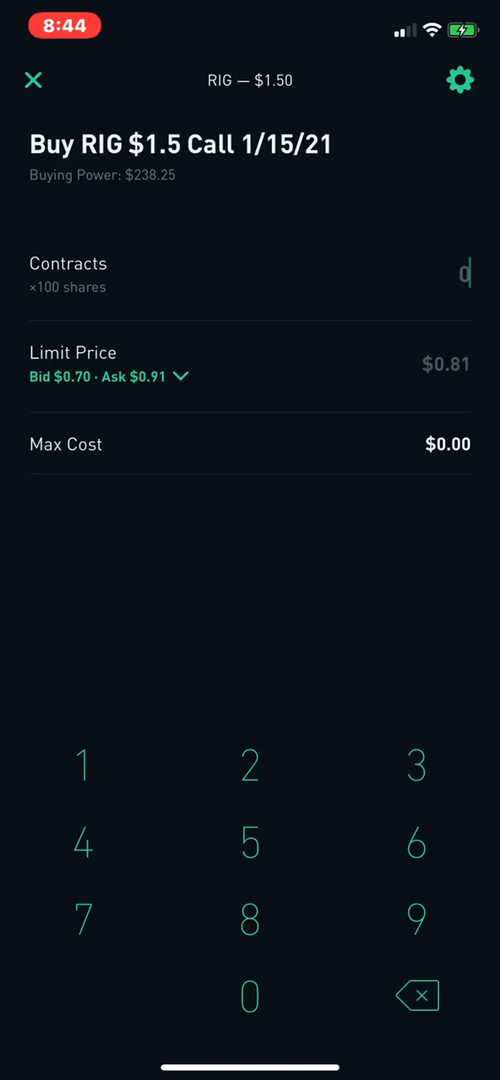 8:44
RIG — $1.50
Buy RIG $1.5 Call 1/15/21
Buying Power: $238.25
Contracts
×100 shares
0
Limit Price
Bid $0.70 · Ask $0.91
$0.81
Max Cost
$0.00
1 2 3
4 5 6
7 8 9
0